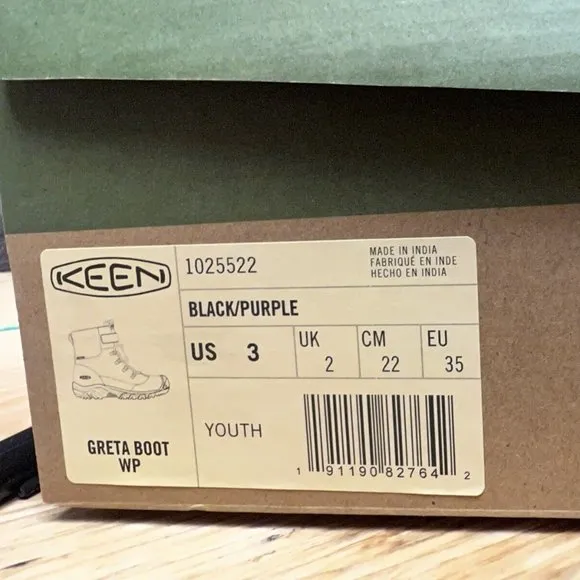 KEEN
1025522
MADE IN INDIA
FABRIQUÉ EN INDE
HECHO EN INDIA
BLACK/PURPLE
US 3
UK 2
CM 22
EU 35
KEEN
GRETA BOOT
WP
YOUTH
1 91190 82764 2